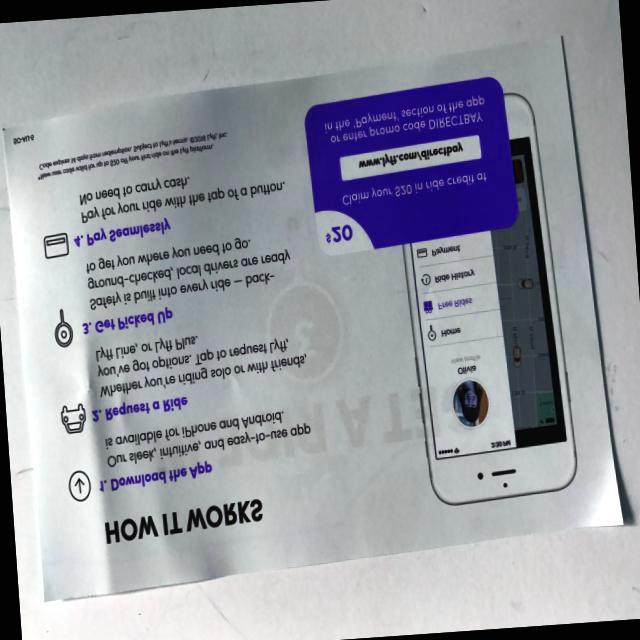 HOW IT WORKS
1. Download the App
Our sleek, intuitive, and easy-to-use app
is available for iPhone and Android.
2. Request a Ride
Whether you're riding solo or with friends,
you've got options. Tap to request Lyft,
Lyft Line, or Lyft Plus.
3. Get Picked Up
Safety is built into every ride — back-
ground-checked, local drivers are ready
to get you where you need to go.
4. Pay Seamlessly
Pay for your ride with the tap of a button.
No need to carry cash.
Olivia
View profile
Home
Free Rides
Ride History
Payment
$20
Claim your $20 in ride credit at
www.lyft.com/directbay
or enter promo code DIRECTBAY
in the 'Payment' section of the app